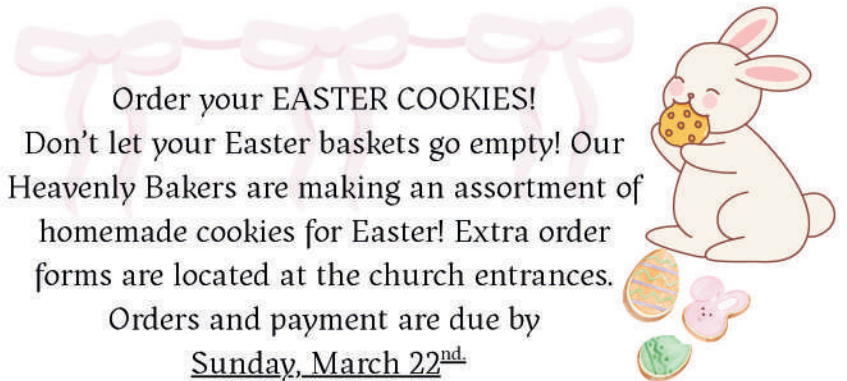 Order your EASTER COOKIES!
Don't let your Easter baskets go empty! Our
Heavenly Bakers are making an assortment of
homemade cookies for Easter! Extra order
forms are located at the church entrances.
Orders and payment are due by
Sunday, March 22nd.